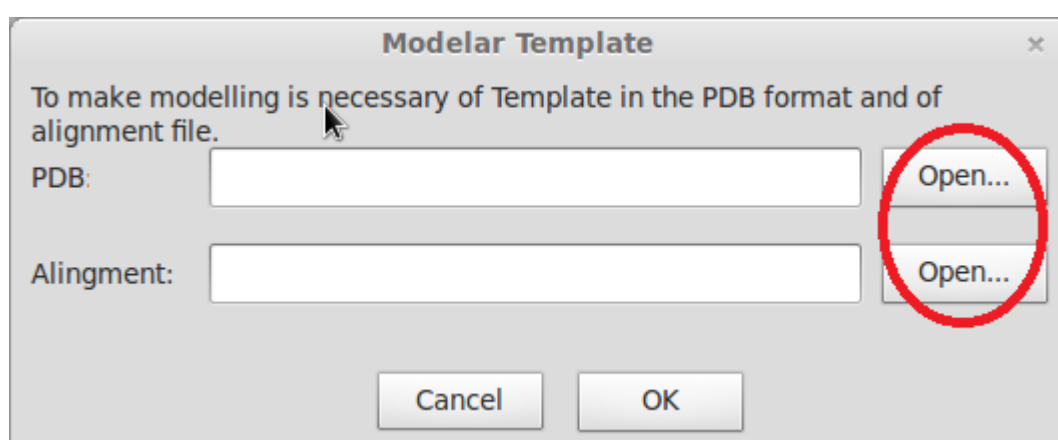 Modelar Template
To make modelling is necessary of Template in the PDB format and of
alignment file.
PDB: Open...
Alingment: Open...
Cancel OK